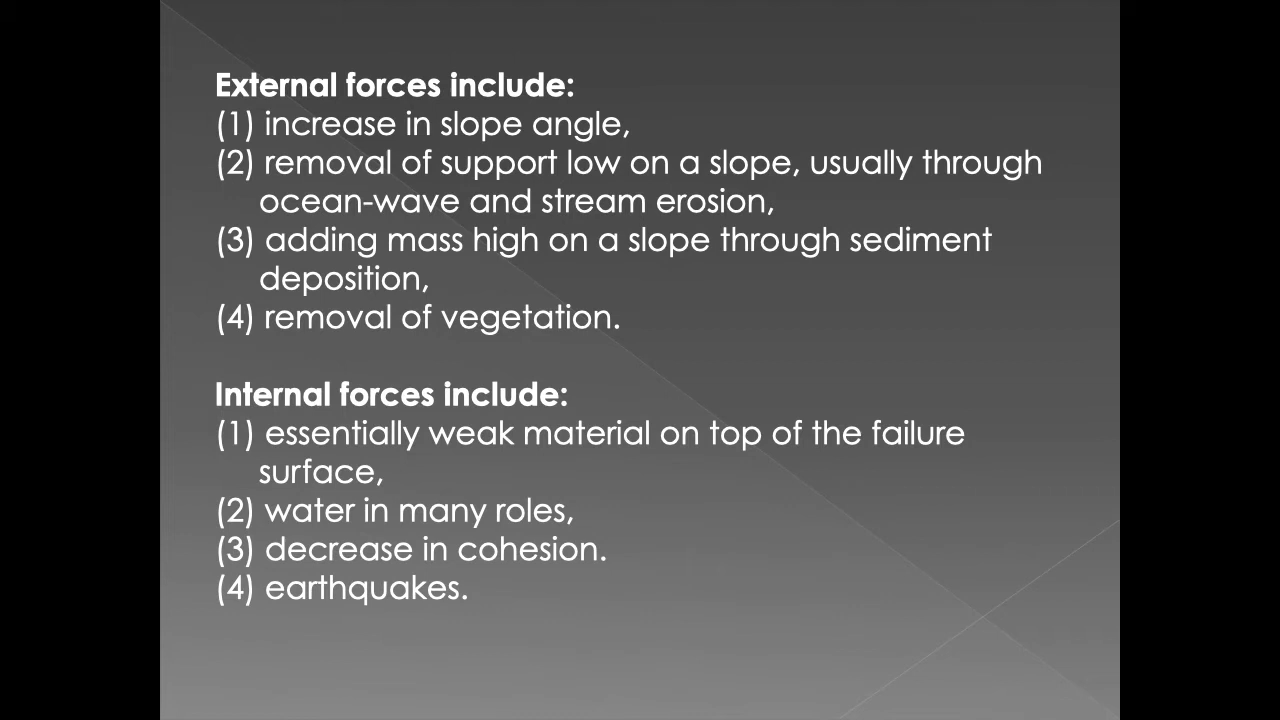 External forces include:
(1) increase in slope angle,
(2) removal of support low on a slope, usually through
ocean-wave and stream erosion,
(3) adding mass high on a slope through sediment
deposition,
(4) removal of vegetation.
Internal forces include:
(1) essentially weak material on top of the failure
surface,
(2) water in many roles,
(3) decrease in cohesion.
(4) earthquakes.